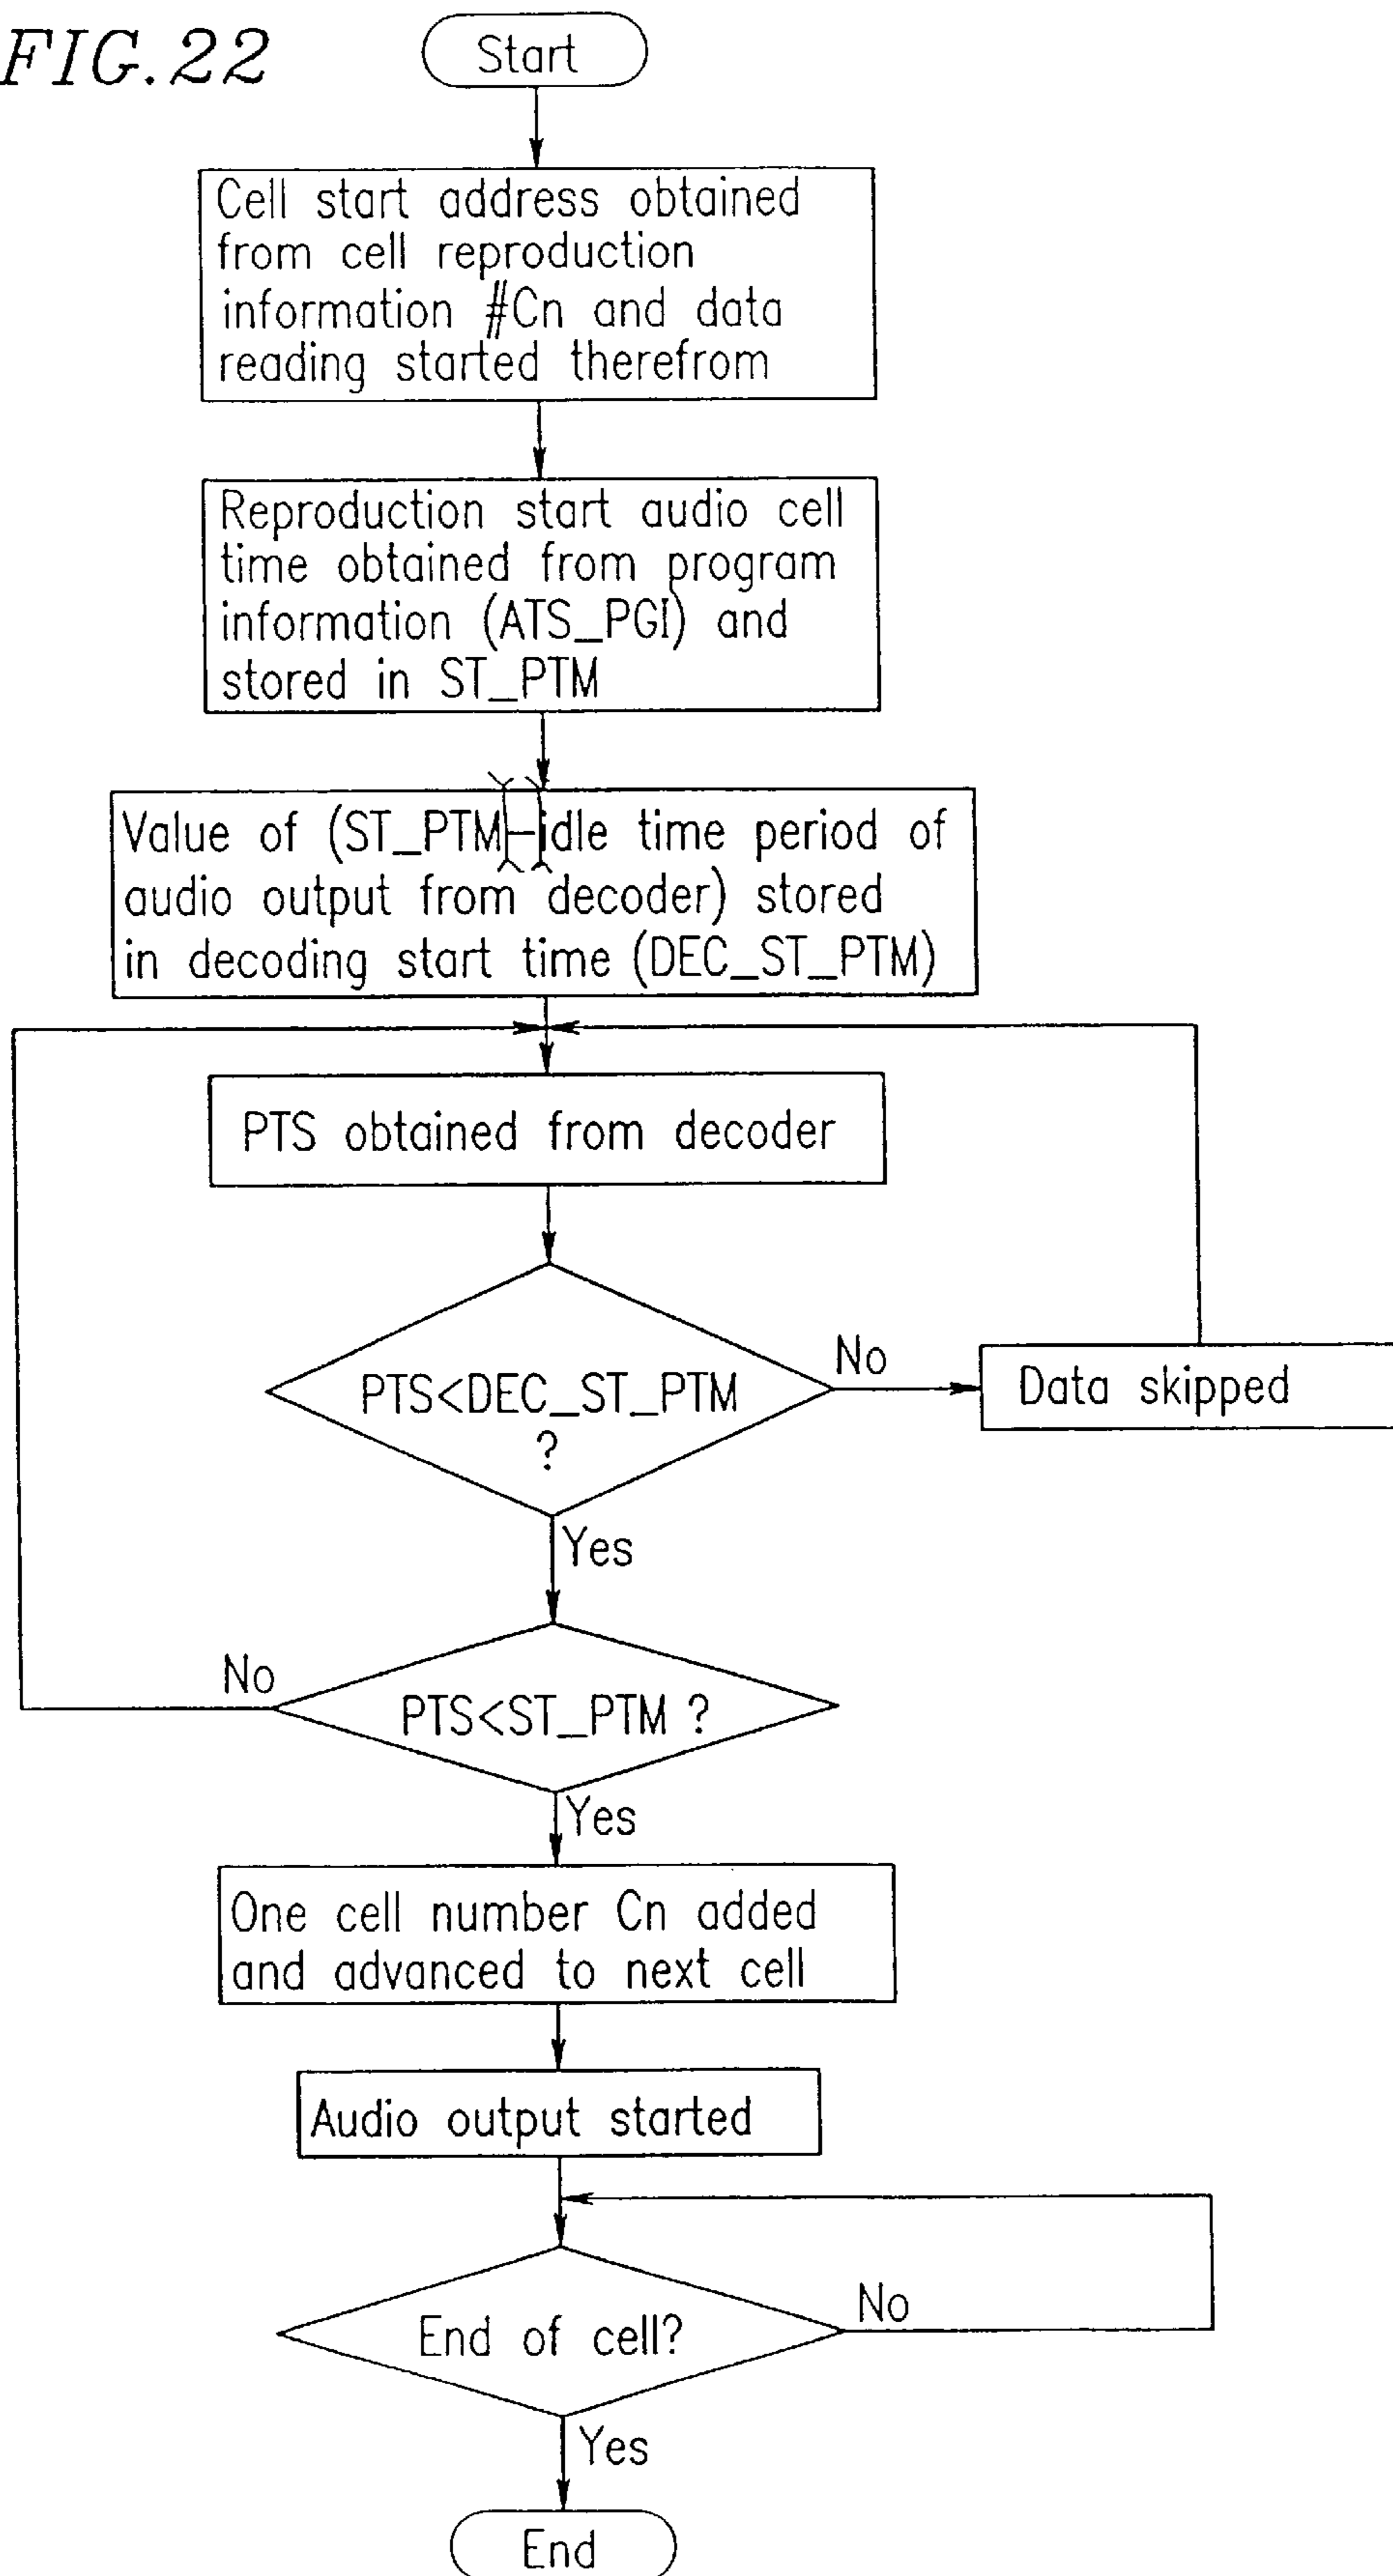 FIG.22
Start
Cell start address obtained
from cell reproduction
information #Cn and data
reading started therefrom
Reproduction start audio cell
time obtained from program
information (ATS_PGI) and
stored in ST_PTM
Value of (ST_PTM-idle time period of
audio output from decoder) stored
in decoding start time (DEC_ST_PTM)
PTS obtained from decoder
PTS<DEC_ST_PTM
?
No
Data skipped
Yes
No
PTS<ST_PTM ?
Yes
One cell number Cn added
and advanced to next cell
Audio output started
End of cell?
No
Yes
End